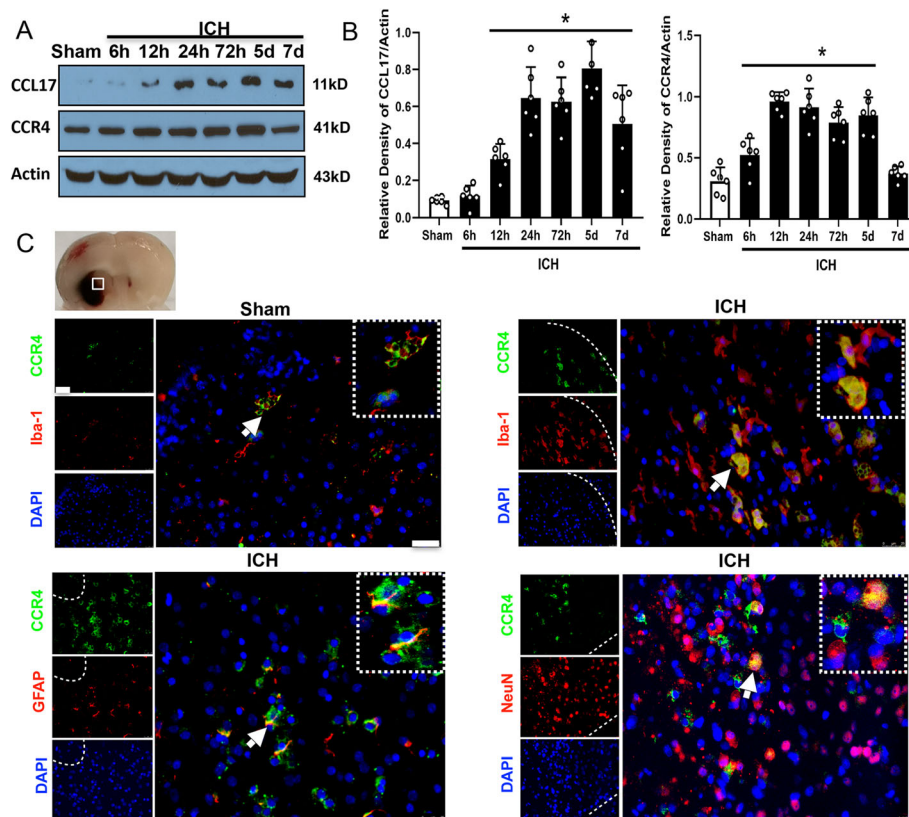 A
ICH
Sham 6h 12h 24h 72h 5d 7d
CCL17 11kD
CCR4 41kD
Actin 43kD
B
Relative Density of CCL17/Actin
1.0
0.8
0.6
0.4
0.2
0.0
*
Sham 6h 12h 24h 72h 5d 7d
ICH
Relative Density of CCR4/Actin
1.5
1.0
0.5
0.0
*
Sham 6h 12h 24h 72h 5d 7d
ICH
C
Sham
CCR4
Iba-1
DAPI
ICH
CCR4
Iba-1
DAPI
ICH
CCR4
GFAP
DAPI
ICH
CCR4
NeuN
DAPI